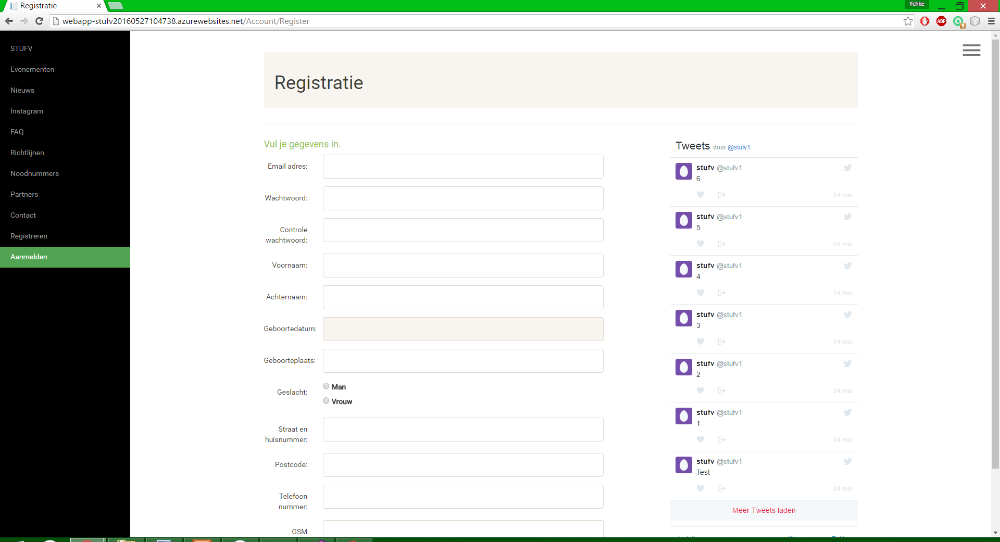 Registratie
Ychke
webapp-stufv20160527104738.azurewebsites.net/Account/Register
ABP
STUFV
Evenementen
Nieuws
Instagram
FAQ
Richtlijnen
Noodnummers
Partners
Contact
Registreren
Aanmelden
Registratie
Vul je gegevens in.
Email adres:
Wachtwoord:
Controle
wachtwoord:
Voornaam:
Achternaam:
Geboortedatum:
Geboorteplaats:
Geslacht:
Man
Vrouw
Straat en
huisnummer:
Postcode:
Telefoon
nummer:
GSM
Tweets door @stufv1
stufv @stufv1
6
04 mei
stufv @stufv1
5
04 mei
stufv @stufv1
4
04 mei
stufv @stufv1
3
04 mei
stufv @stufv1
2
04 mei
stufv @stufv1
1
04 mei
stufv @stufv1
Test
04 mei
Meer Tweets laden